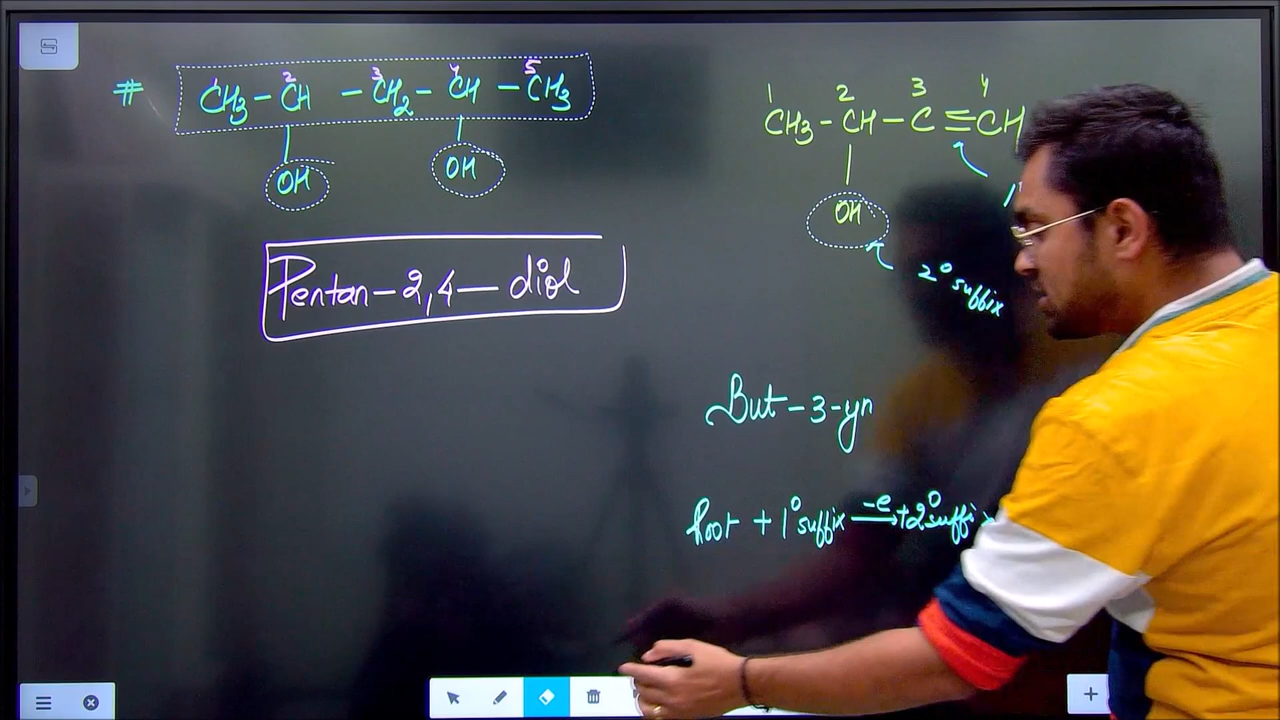 # CH3 – CH – CH2 – CH – CH3
1 2 3 4 5
OH OH
Pentan – 2,4 – diol
1 2 3 4
CH3 – CH – C ≡ CH
OH
2° suffix
But – 3 - yn
Root + 1° suffix –e → + 2° suffix